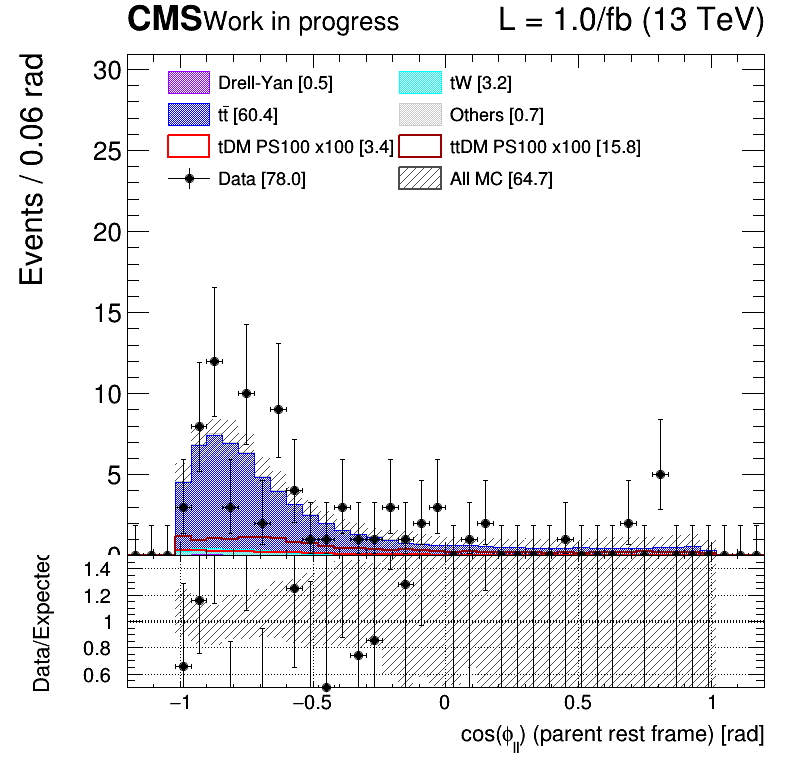 CMS Work in progress L = 1.0/fb (13 TeV)
Events / 0.06 rad
30
25
20
15
10
5
0
Drell-Yan [0.5] tW [3.2]
tt̄ [60.4] Others [0.7]
tDM PS100 x100 [3.4] ttDM PS100 x100 [15.8]
Data [78.0] All MC [64.7]
Data/Expected
1.4
1.2
1
0.8
0.6
−1 −0.5 0 0.5 1
cos(ϕ_ll) (parent rest frame) [rad]